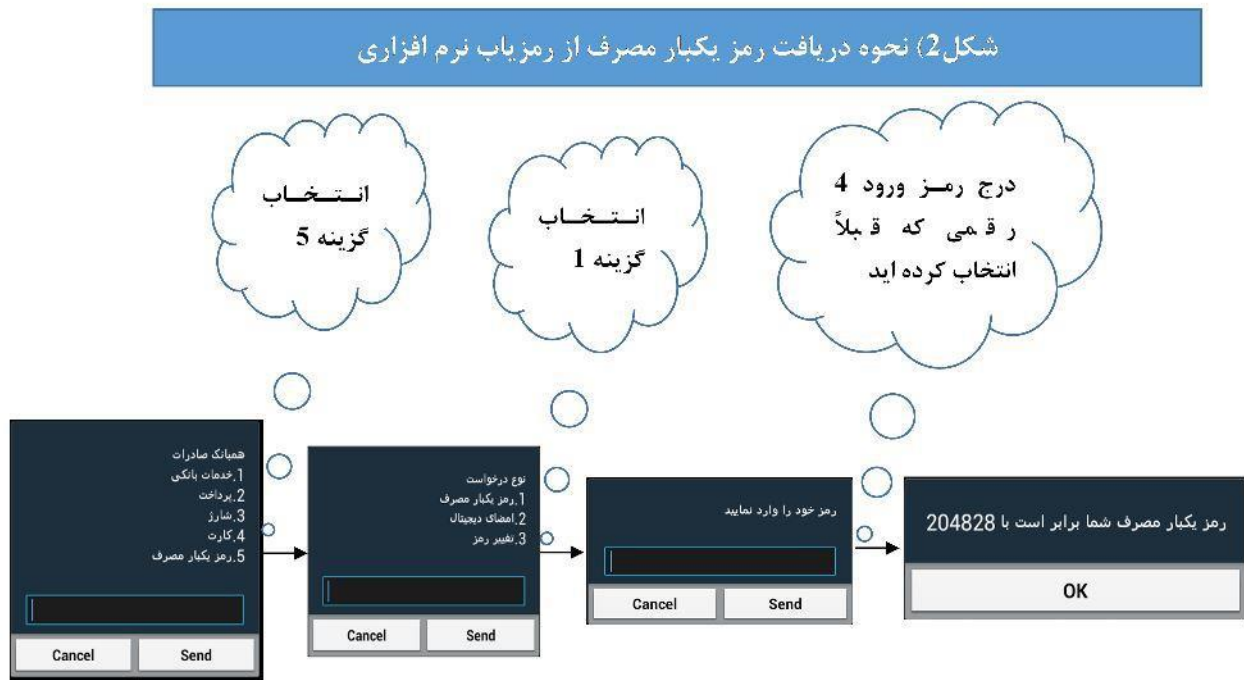 شکل2) نحوه دریافت رمز یکبار مصرف از رمزیاب نرم افزاری
انتخاب
گزینه 5
انتخاب
گزینه 1
درج رمز ورود 4
رقمی که قبلاً
انتخاب کرده اید
همبانک صادرات
1.خدمات بانکی
2.پرداخت
3.شارژ
4.کارت
5.رمز یکبار مصرف
Cancel Send
نوع درخواست
1.رمز یکبار مصرف
2.امضای دیجیتال
3.تغییر رمز
Cancel Send
رمز خود را وارد نمایید
Cancel Send
رمز یکبار مصرف شما برابر است با 204828
OK